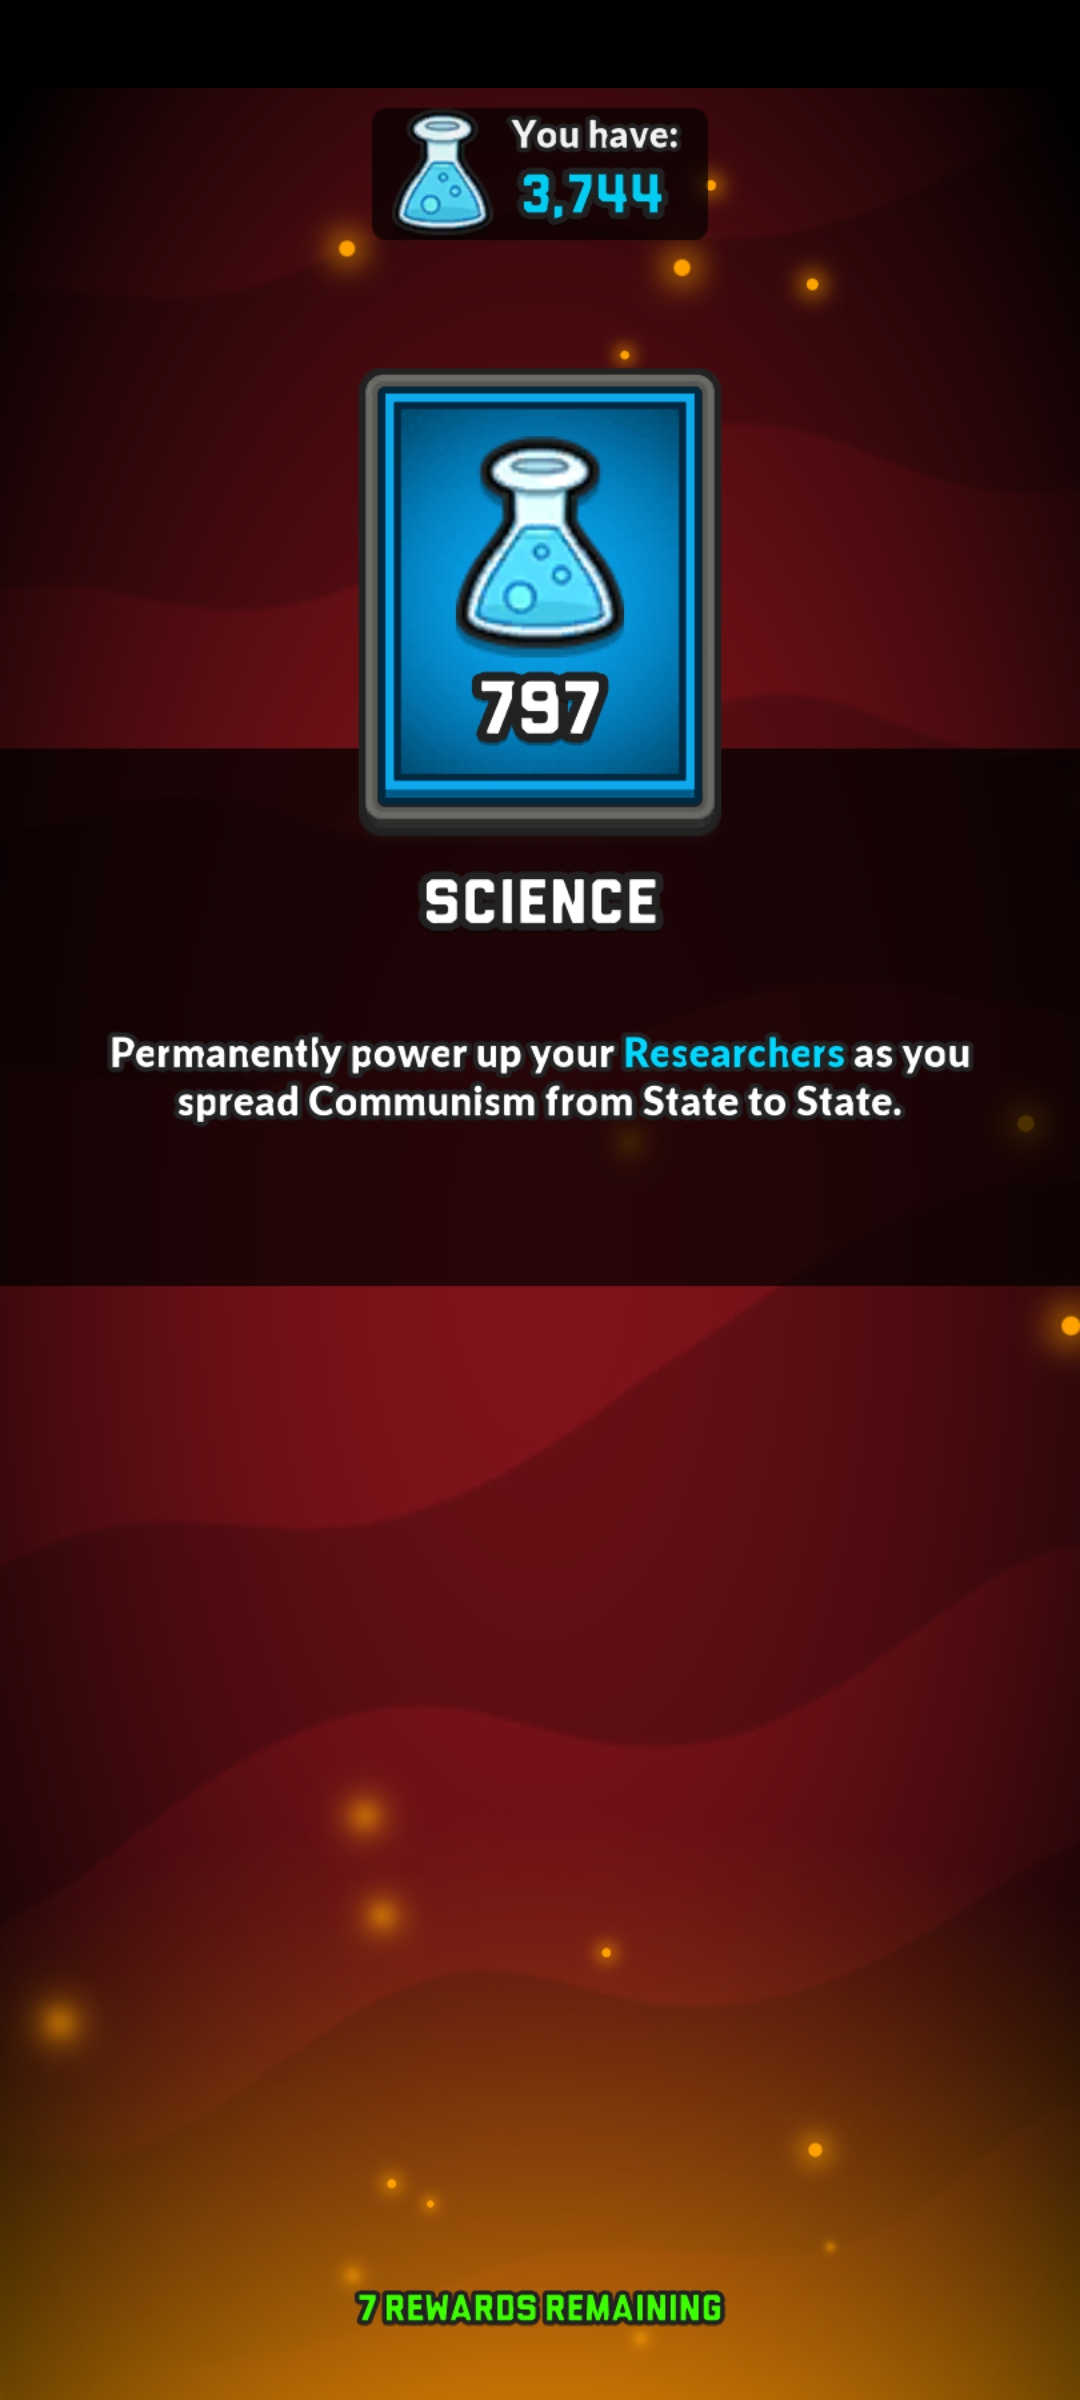 You have:
3,744
797
SCIENCE
Permanently power up your Researchers as you
spread Communism from State to State.
7 REWARDS REMAINING